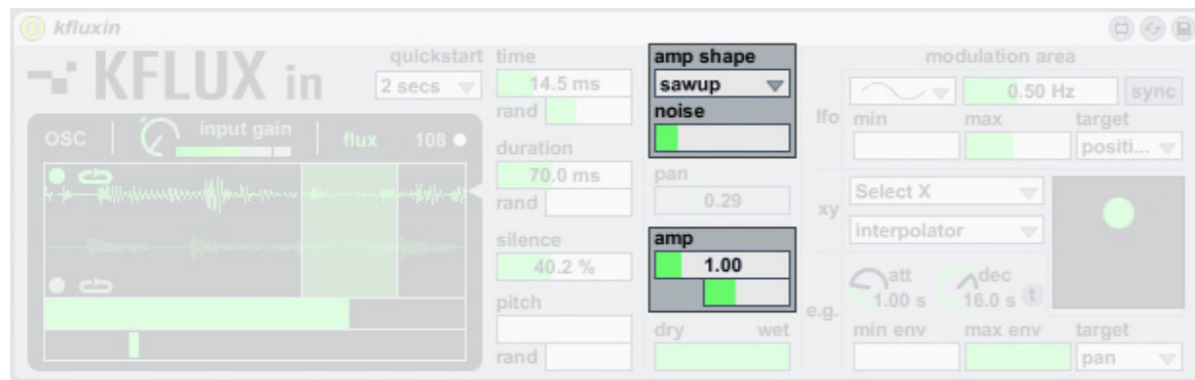 kfluxin
KFLUX in
quickstart
2 secs
OSC
input gain
flux
108
time
14.5 ms
rand
duration
70.0 ms
rand
silence
40.2 %
pitch
rand
amp shape
sawup
noise
pan
0.29
amp
1.00
dry wet
modulation area
lfo
0.50 Hz
sync
min max target
positi...
xy
Select X
interpolator
e.g.
att
1.00 s
dec
16.0 s
t
min env max env target
pan